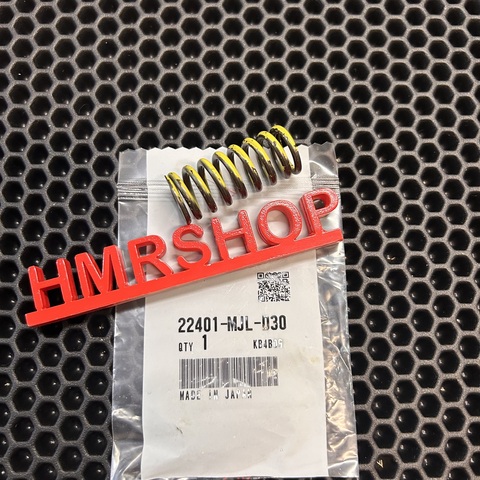 HMRSHOP
22401-MJL-D30
QTY 1
MADE IN JAPAN